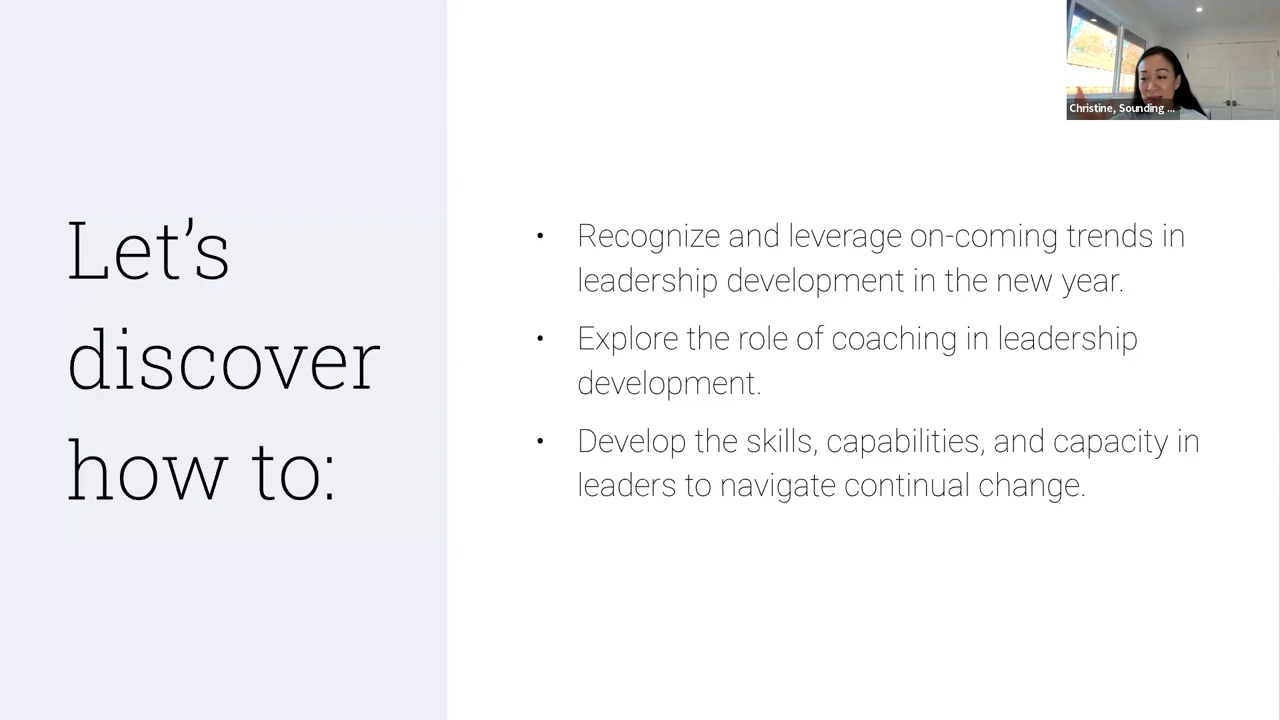 Christine, Sounding ...
Let’s
discover
how to:
• Recognize and leverage on-coming trends in
leadership development in the new year.
• Explore the role of coaching in leadership
development.
• Develop the skills, capabilities, and capacity in
leaders to navigate continual change.